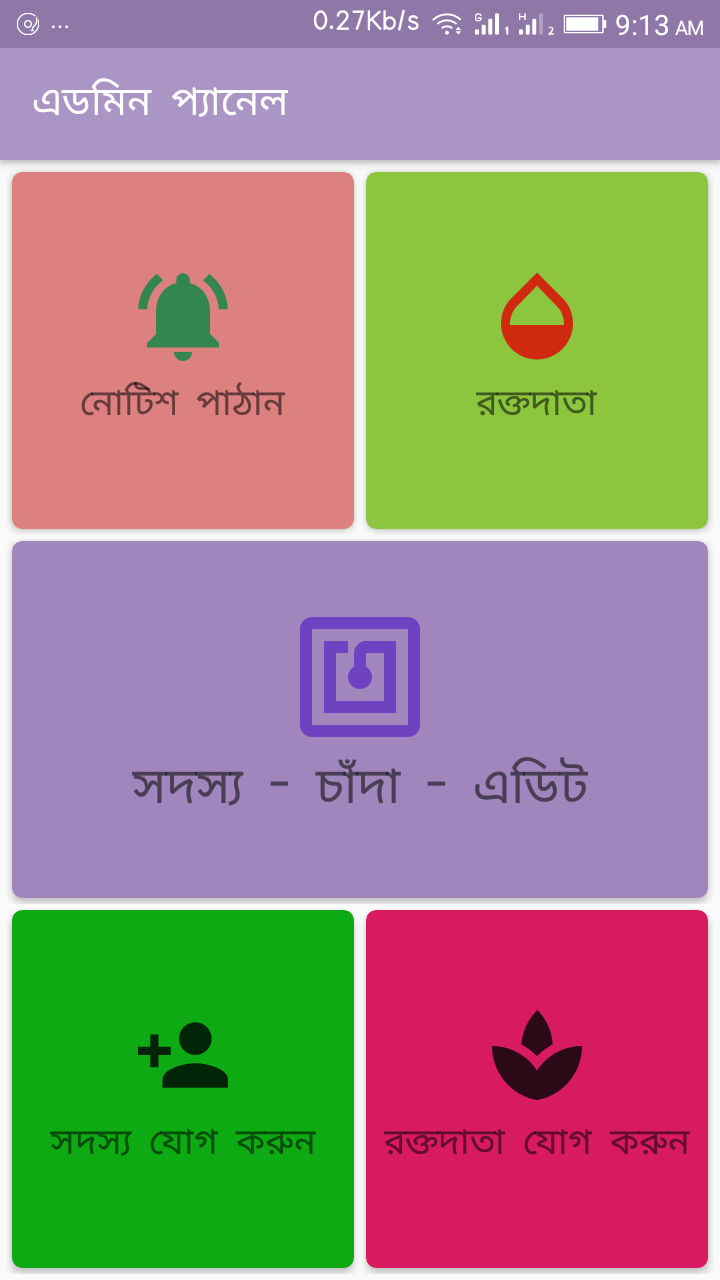 0.27Kb/s G 1 H 2 9:13 AM
এডমিন প্যানেল
নোটিশ পাঠান
রক্তদাতা
সদস্য - চাঁদা - এডিট
সদস্য যোগ করুন
রক্তদাতা যোগ করুন